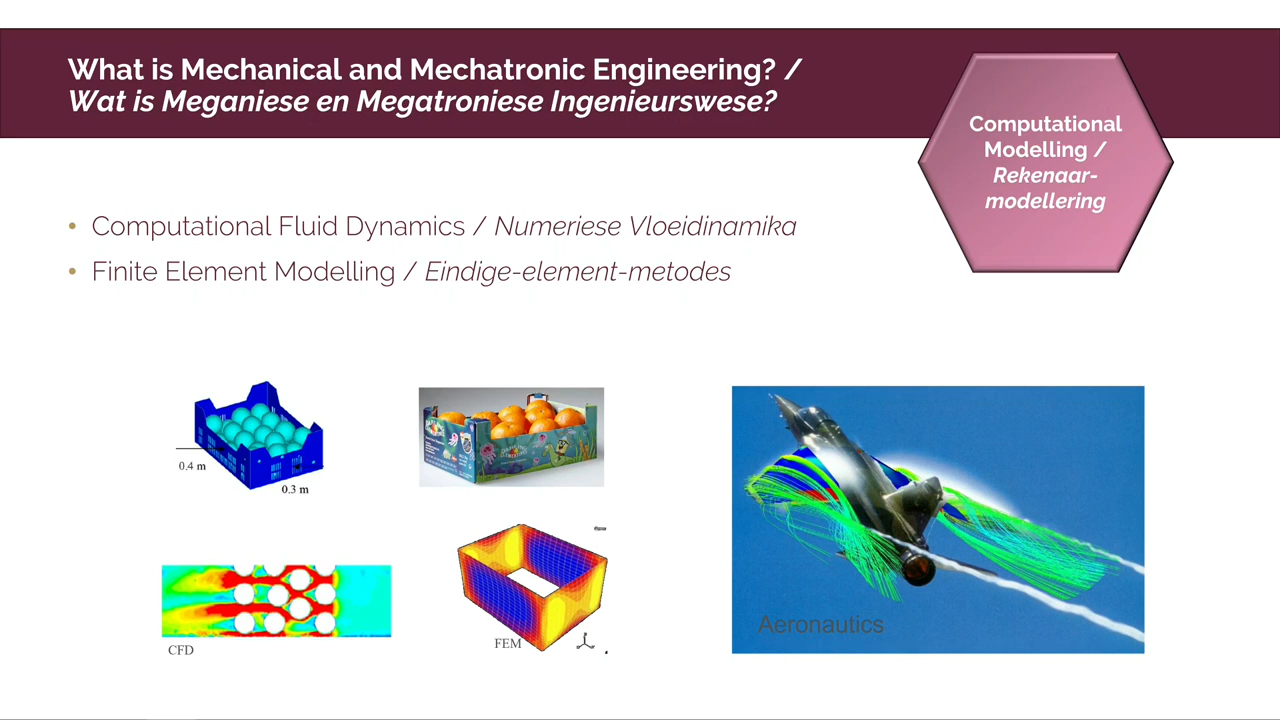 What is Mechanical and Mechatronic Engineering? /
Wat is Meganiese en Megatroniese Ingenieurswese?
Computational
Modelling /
Rekenaar-
modellering
• Computational Fluid Dynamics / Numeriese Vloeidinamika
• Finite Element Modelling / Eindige-element-metodes
0.4 m
0.3 m
CFD
FEM
Aeronautics